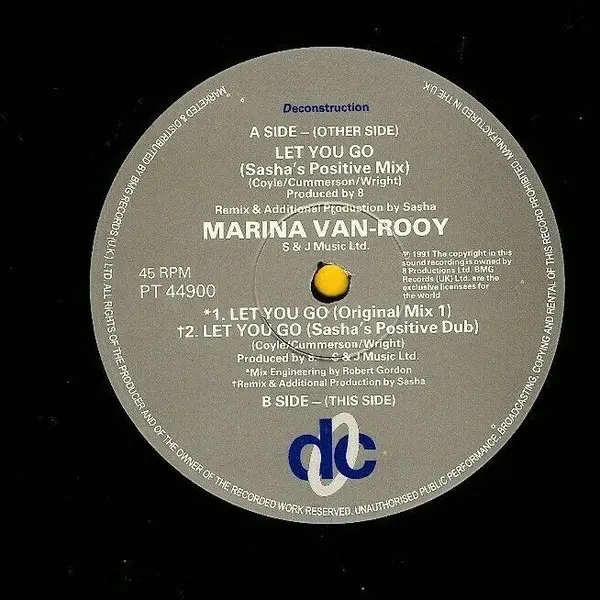 Deconstruction
A SIDE – (OTHER SIDE)
LET YOU GO
(Sasha's Positive Mix)
(Coyle/Cummerson/Wright)
Produced by 8
Remix & Additional Production by Sasha
MARINA VAN-ROOY
S & J Music Ltd.
℗ 1991 The copyright in this
sound recording is owned by
8 Productions Ltd. BMG
Records (UK) Ltd. are the
exclusive licensees for
the world
45 RPM
PT 44900
*1. LET YOU GO (Original Mix 1)
†2. LET YOU GO (Sasha's Positive Dub)
(Coyle/Cummerson/Wright)
Produced by 8. S & J Music Ltd.
*Mix Engineering by Robert Gordon
†Remix & Additional Production by Sasha
B SIDE – (THIS SIDE)
dc
MARKETED & DISTRIBUTED BY BMG RECORDS (U.K.) LTD. ALL RIGHTS OF THE PRODUCER AND OF THE OWNER OF THE RECORDED WORK RESERVED. UNAUTHORISED PUBLIC PERFORMANCE, BROADCASTING, COPYING AND RENTAL OF THIS RECORD PROHIBITED. MANUFACTURED IN THE U.K.